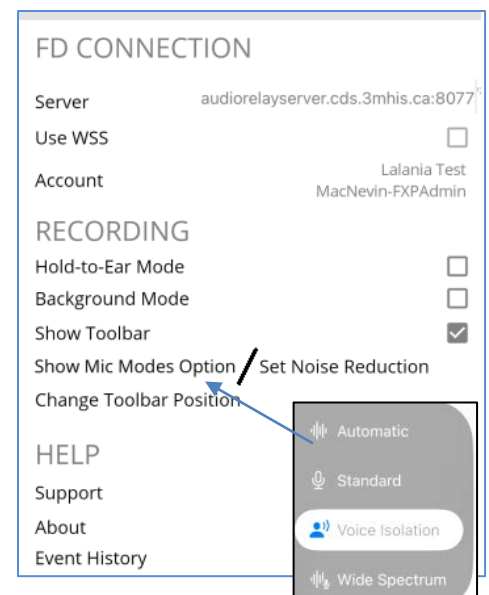 FD CONNECTION
Server audiorelayserver.cds.3mhis.ca:8077
Use WSS
Account Lalania Test
MacNevin-FXPAdmin
RECORDING
Hold-to-Ear Mode
Background Mode
Show Toolbar
Show Mic Modes Option / Set Noise Reduction
Change Toolbar Position
Automatic
Standard
Voice Isolation
Wide Spectrum
HELP
Support
About
Event History